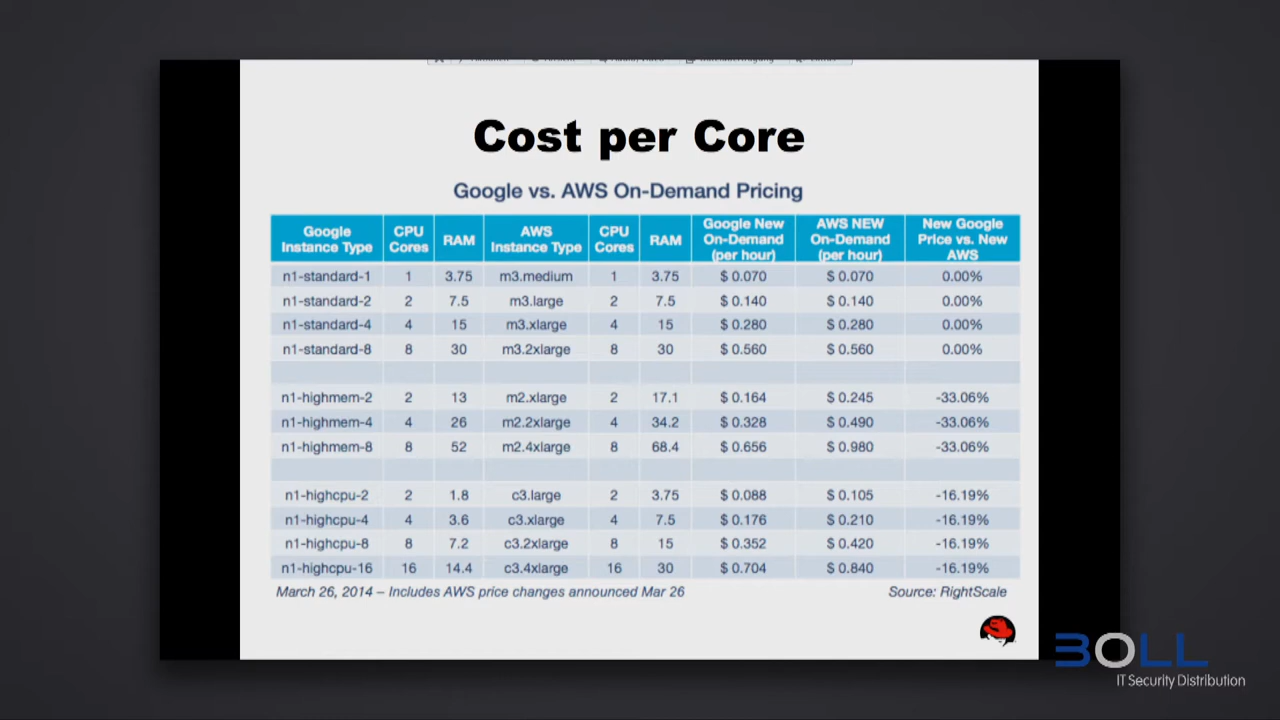 Cost per Core
Google vs. AWS On-Demand Pricing
Google Instance Type CPU Cores RAM AWS Instance Type CPU Cores RAM Google New On-Demand (per hour) AWS NEW On-Demand (per hour) New Google Price vs. New AWS
n1-standard-1 1 3.75 m3.medium 1 3.75 $ 0.070 $ 0.070 0.00%
n1-standard-2 2 7.5 m3.large 2 7.5 $ 0.140 $ 0.140 0.00%
n1-standard-4 4 15 m3.xlarge 4 15 $ 0.280 $ 0.280 0.00%
n1-standard-8 8 30 m3.2xlarge 8 30 $ 0.560 $ 0.560 0.00%
n1-highmem-2 2 13 m2.xlarge 2 17.1 $ 0.164 $ 0.245 -33.06%
n1-highmem-4 4 26 m2.2xlarge 4 34.2 $ 0.328 $ 0.490 -33.06%
n1-highmem-8 8 52 m2.4xlarge 8 68.4 $ 0.656 $ 0.980 -33.06%
n1-highcpu-2 2 1.8 c3.large 2 3.75 $ 0.088 $ 0.105 -16.19%
n1-highcpu-4 4 3.6 c3.xlarge 4 7.5 $ 0.176 $ 0.210 -16.19%
n1-highcpu-8 8 7.2 c3.2xlarge 8 15 $ 0.352 $ 0.420 -16.19%
n1-highcpu-16 16 14.4 c3.4xlarge 16 30 $ 0.704 $ 0.840 -16.19%
March 26, 2014 – Includes AWS price changes announced Mar 26 Source: RightScale
BOLL
IT Security Distribution